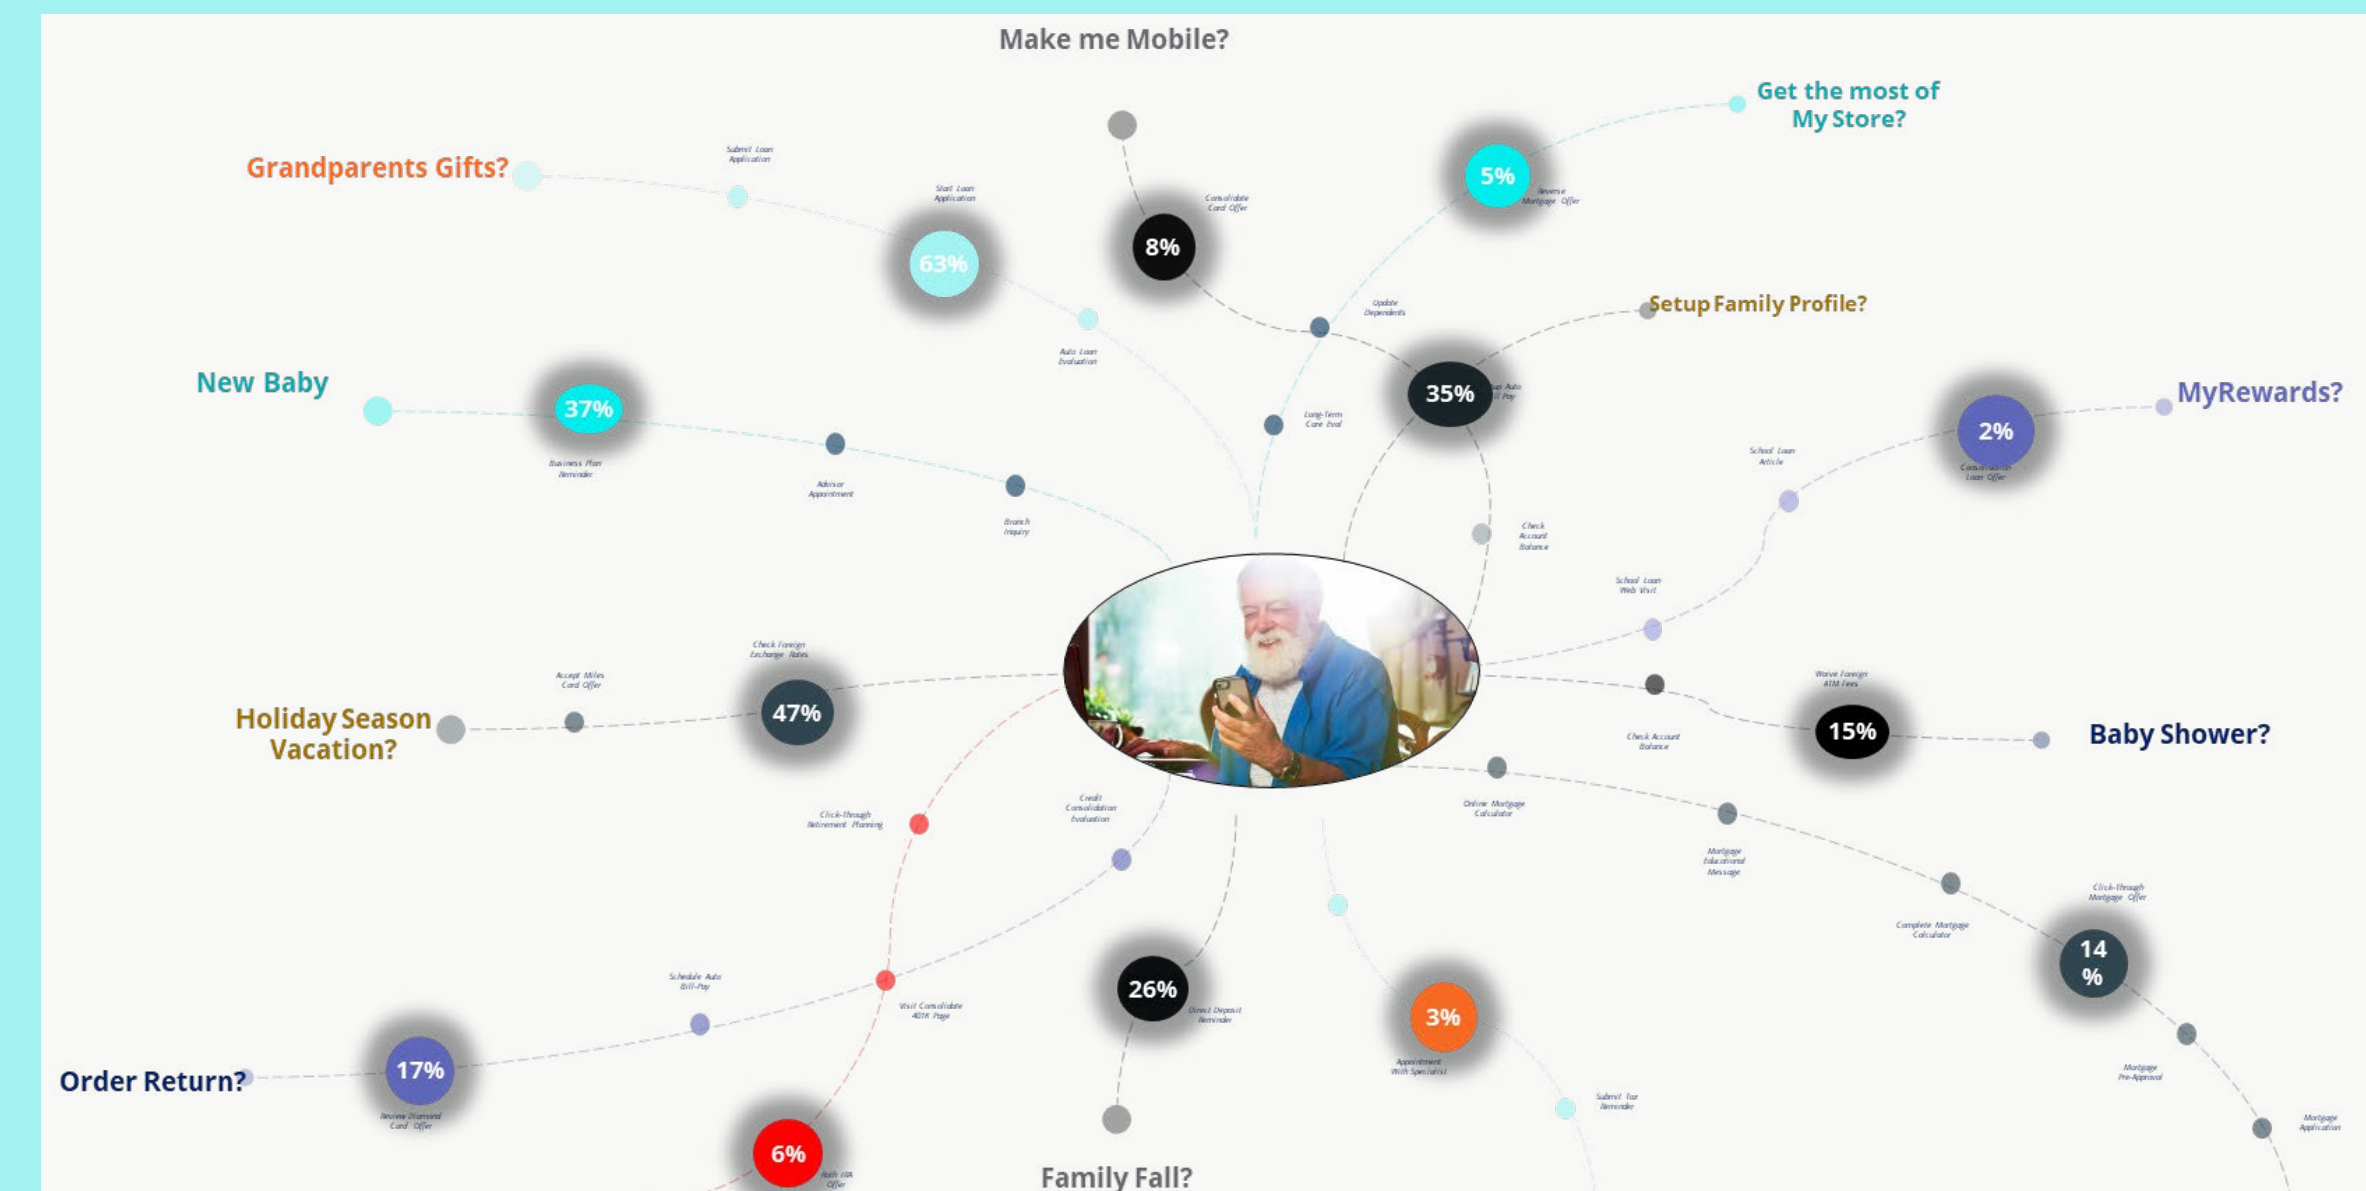 Make me Mobile?
Get the most of
My Store?
Grandparents Gifts?
Submit Loan
Application
Start Loan
Application
63%
Consolidate
Card Offer
8%
5%
Reverse
Mortgage Offer
Update
Dependents
Setup Family Profile?
Auto Loan
Evaluation
New Baby
37%
Business Plan
Reminder
Advisor
Appointment
Branch
Inquiry
Long-Term
Care Eval
35%
Auto
Pay
MyRewards?
2%
Consolidation
Loan Offer
School Loan
Article
Check
Account
Balance
School Loan
Web Visit
Check Foreign
Exchange Rates
Accept Miles
Card Offer
Holiday Season
Vacation?
47%
Waive Foreign
ATM Fees
15%
Baby Shower?
Check Account
Balance
Click-Through
Retirement Planning
Credit
Consolidation
Evaluation
Online Mortgage
Calculator
Mortgage
Educational
Message
Click-Through
Mortgage Offer
Complete Mortgage
Calculator
14
%
Schedule Auto
Bill-Pay
Visit Consolidate
401K Page
26%
Direct Deposit
Reminder
3%
Appointment
With Specialist
Order Return?
17%
Review Diamond
Card Offer
Mortgage
Pre-Approval
Submit Tax
Reminder
Mortgage
Application
6%
Roth IRA
Offer
Family Fall?